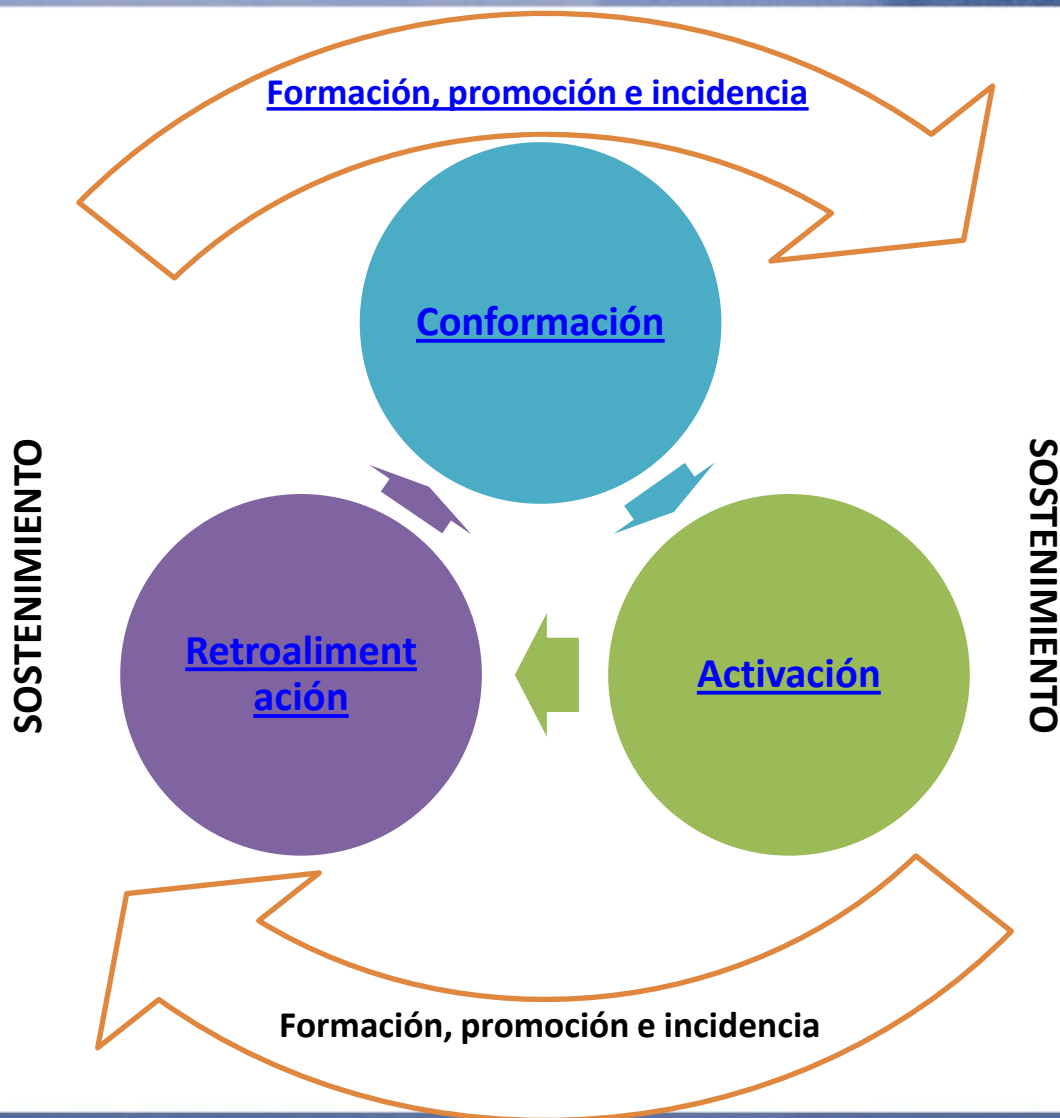 Formación, promoción e incidencia
Conformación
SOSTENIMIENTO
SOSTENIMIENTO
Retroaliment
ación
Activación
Formación, promoción e incidencia